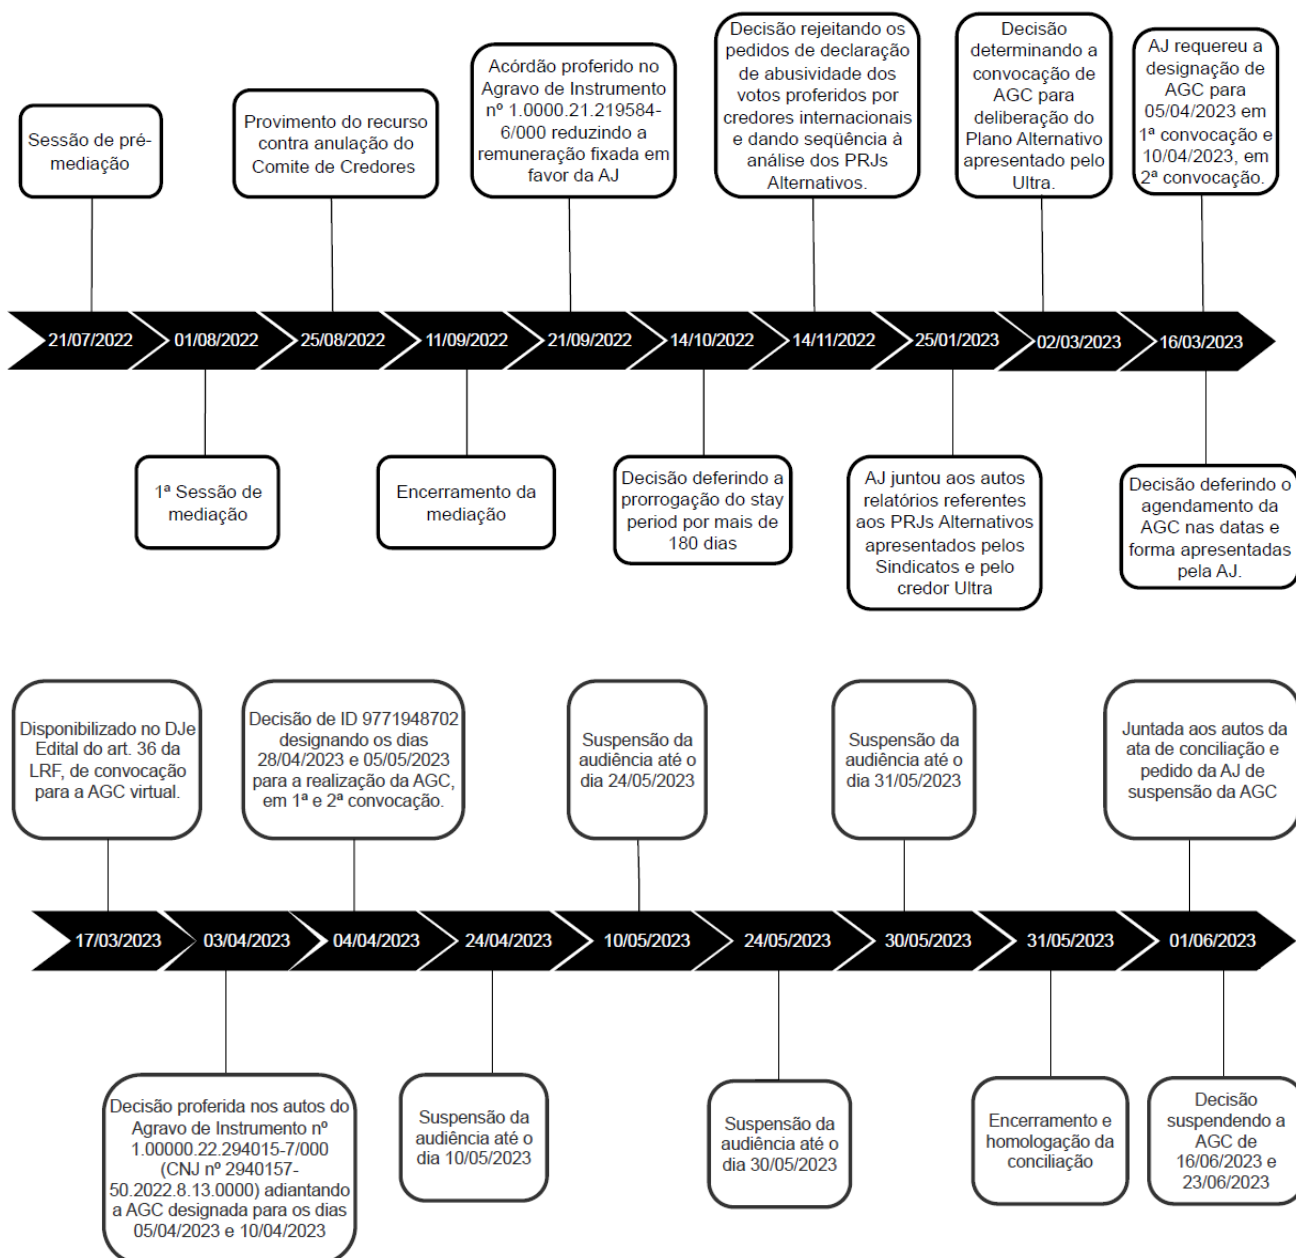 Sessão de pré-
mediação
Provimento do recurso
contra anulação do
Comite de Credores
Acórdão proferido no
Agravo de Instrumento
nº 1.0000.21.219584-
6/000 reduzindo a
remuneração fixada em
favor da AJ
Decisão rejeitando os
pedidos de declaração
de abusividade dos
votos proferidos por
credores internacionais
e dando seqüência à
análise dos PRJs
Alternativos.
Decisão
determinando a
convocação de
AGC para
deliberação do
Plano Alternativo
apresentado pelo
Ultra.
AJ requereu a
designação de
AGC para
05/04/2023 em
1ª convocação e
10/04/2023, em
2ª convocação.
21/07/2022
01/08/2022
25/08/2022
11/09/2022
21/09/2022
14/10/2022
14/11/2022
25/01/2023
02/03/2023
16/03/2023
1ª Sessão de
mediação
Encerramento da
mediação
Decisão deferindo a
prorrogação do stay
period por mais de
180 dias
AJ juntou aos autos
relatórios referentes
aos PRJs Alternativos
apresentados pelos
Sindicatos e pelo
credor Ultra
Decisão deferindo o
agendamento da
AGC nas datas e
forma apresentadas
pela AJ.
Disponibilizado no DJe
Edital do art. 36 da
LRF, de convocação
para a AGC virtual.
Decisão de ID 9771948702
designando os dias
28/04/2023 e 05/05/2023
para a realização da AGC,
em 1ª e 2ª convocação.
Suspensão da
audiência até o
dia 24/05/2023
Suspensão da
audiência até o
dia 31/05/2023
Juntada aos autos da
ata de conciliação e
pedido da AJ de
suspensão da AGC
17/03/2023
03/04/2023
04/04/2023
24/04/2023
10/05/2023
24/05/2023
30/05/2023
31/05/2023
01/06/2023
Decisão proferida nos autos do
Agravo de Instrumento nº
1.00000.22.294015-7/000
(CNJ nº 2940157-
50.2022.8.13.0000) adiantando
a AGC designada para os dias
05/04/2023 e 10/04/2023
Suspensão da
audiência até o
dia 10/05/2023
Suspensão da
audiência até o
dia 30/05/2023
Encerramento e
homologação da
conciliação
Decisão
suspendendo a
AGC de
16/06/2023 e
23/06/2023